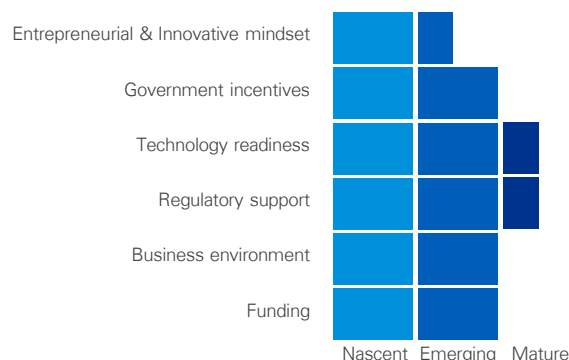 Entrepreneurial & Innovative mindset
Government incentives
Technology readiness
Regulatory support
Business environment
Funding
Nascent Emerging Mature